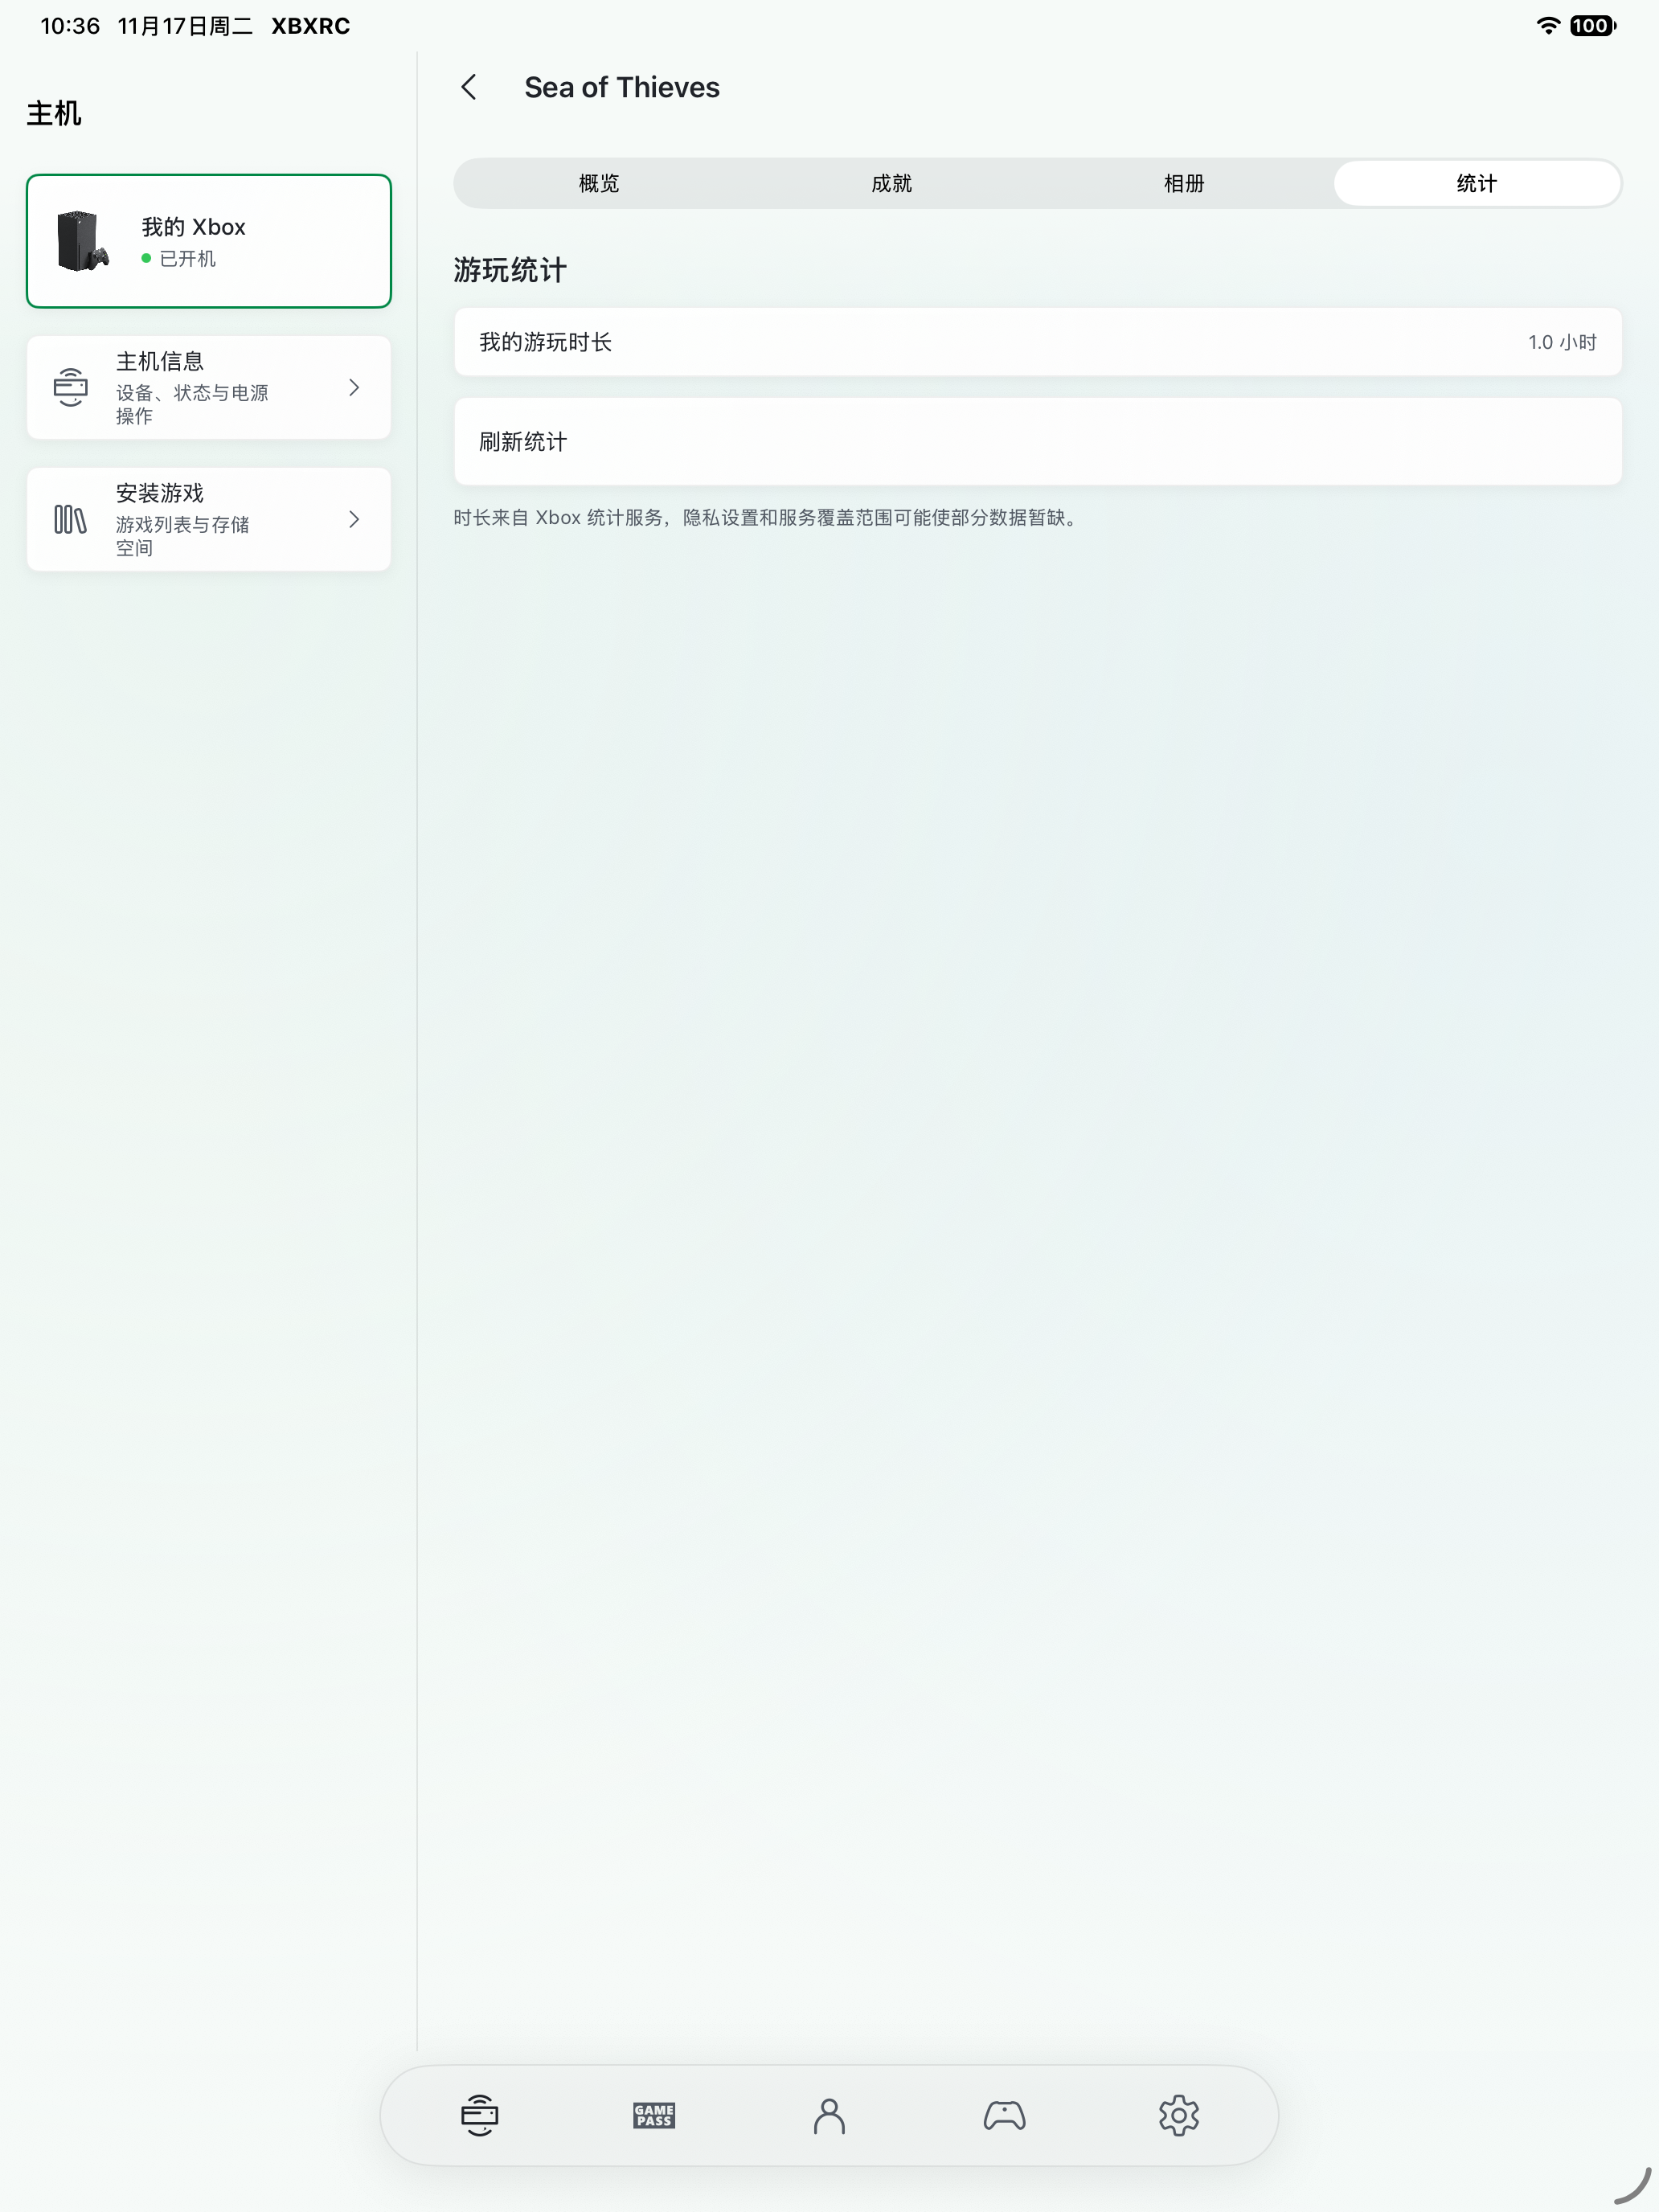 10:36 11月17日周二 XBXRC
100
主机
我的 Xbox
已开机
主机信息
设备、状态与电源
操作
安装游戏
游戏列表与存储
空间
Sea of Thieves
概览 成就 相册 统计
游玩统计
我的游玩时长 1.0 小时
刷新统计
时长来自 Xbox 统计服务，隐私设置和服务覆盖范围可能使部分数据暂缺。
GAME
PASS